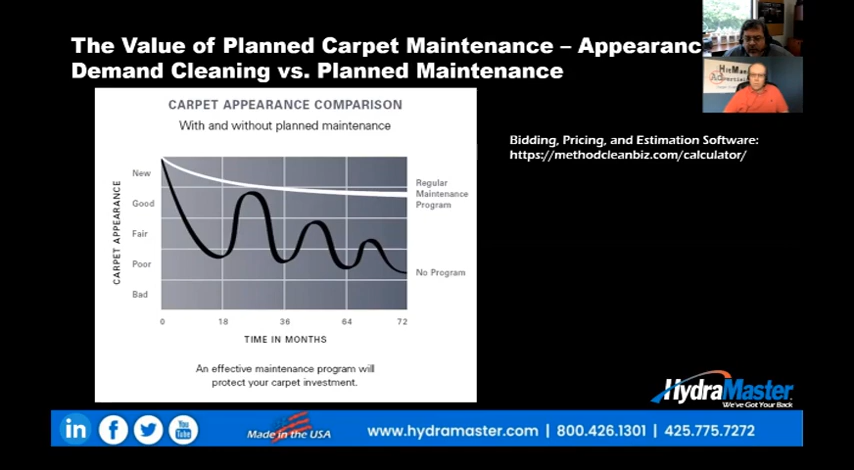 The Value of Planned Carpet Maintenance – Appearanc
Demand Cleaning vs. Planned Maintenance
CARPET APPEARANCE COMPARISON
With and without planned maintenance
CARPET APPEARANCE
New
Good
Fair
Poor
Bad
Regular
Maintenance
Program
No Program
0 18 36 64 72
TIME IN MONTHS
An effective maintenance program will
protect your carpet investment.
Bidding, Pricing, and Estimation Software:
https://methodcleanbiz.com/calculator/
HydraMaster
We've Got Your Back
in f You Tube
Made in the USA
www.hydramaster.com | 800.426.1301 | 425.775.7272